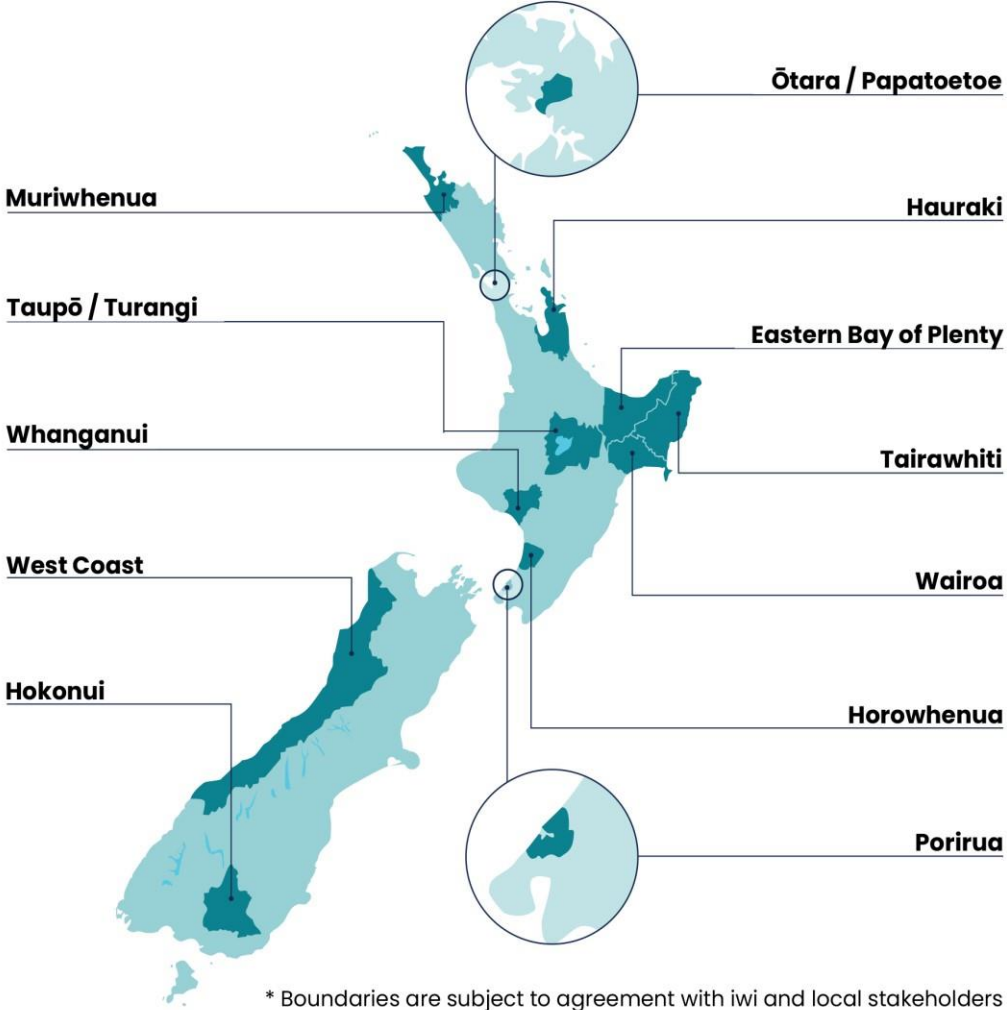 Ōtara / Papatoetoe
Muriwhenua
Hauraki
Taupō / Turangi
Eastern Bay of Plenty
Whanganui
Tairawhiti
West Coast
Wairoa
Hokonui
Horowhenua
Porirua
* Boundaries are subject to agreement with iwi and local stakeholders